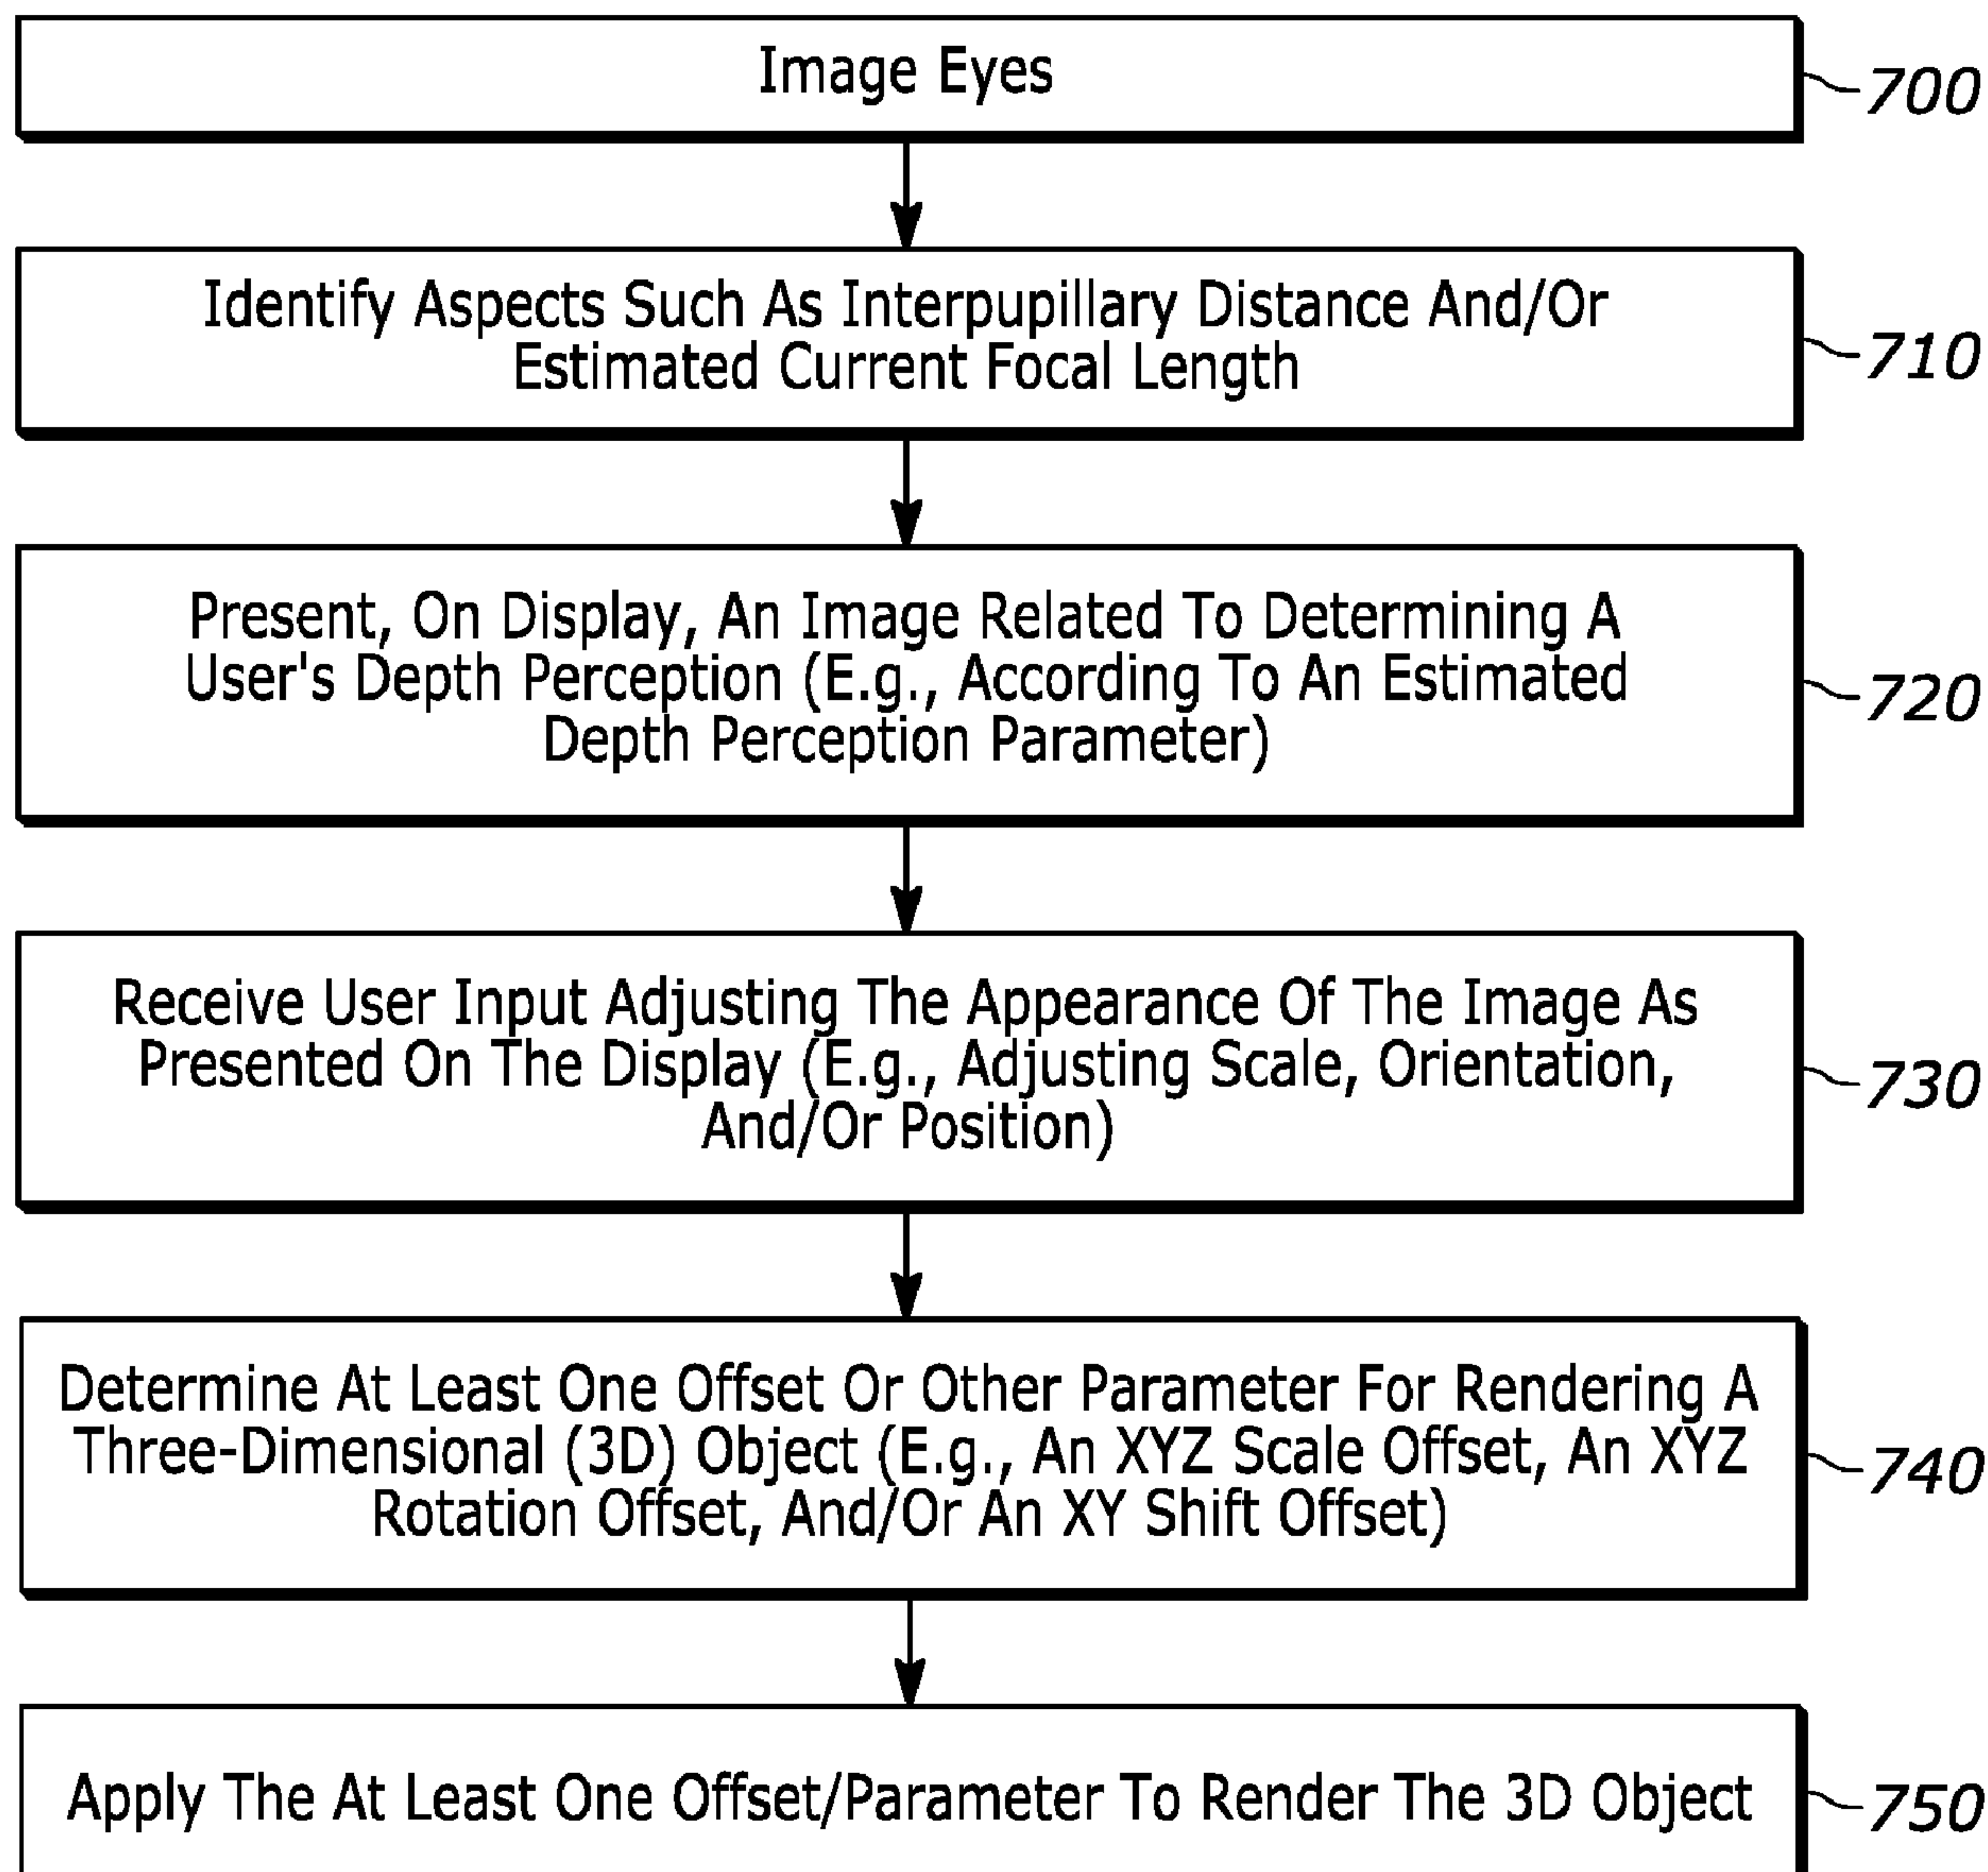 Image Eyes
700
Identify Aspects Such As Interpupillary Distance And/Or
Estimated Current Focal Length
710
Present, On Display, An Image Related To Determining A
User's Depth Perception (E.g., According To An Estimated
Depth Perception Parameter)
720
Receive User Input Adjusting The Appearance Of The Image As
Presented On The Display (E.g., Adjusting Scale, Orientation,
And/Or Position)
730
Determine At Least One Offset Or Other Parameter For Rendering A
Three-Dimensional (3D) Object (E.g., An XYZ Scale Offset, An XYZ
Rotation Offset, And/Or An XY Shift Offset)
740
Apply The At Least One Offset/Parameter To Render The 3D Object
750